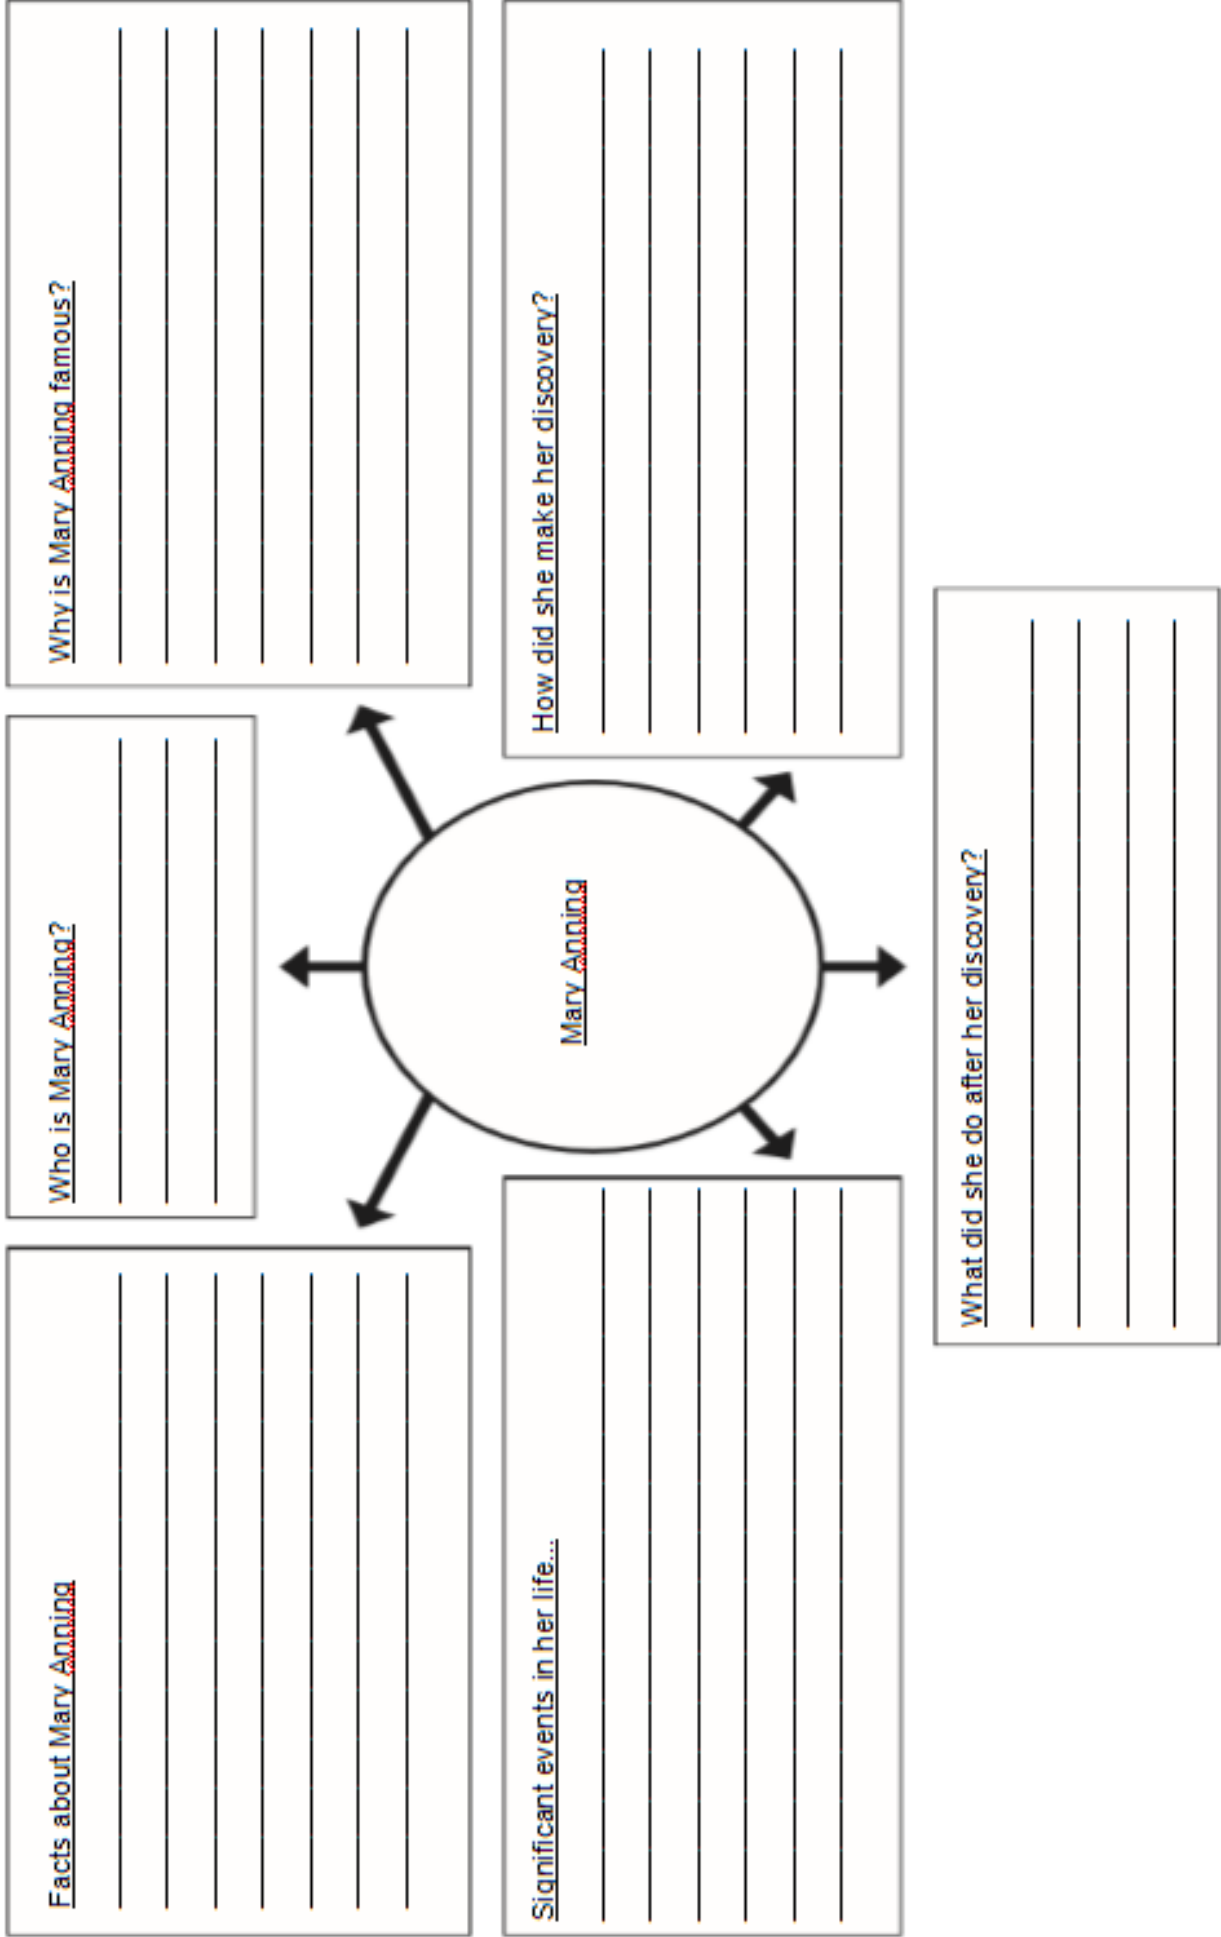 Facts about Mary Anning
Who is Mary Anning?
Why is Mary Anning famous?
Mary Anning
Significant events in her life...
How did she make her discovery?
What did she do after her discovery?